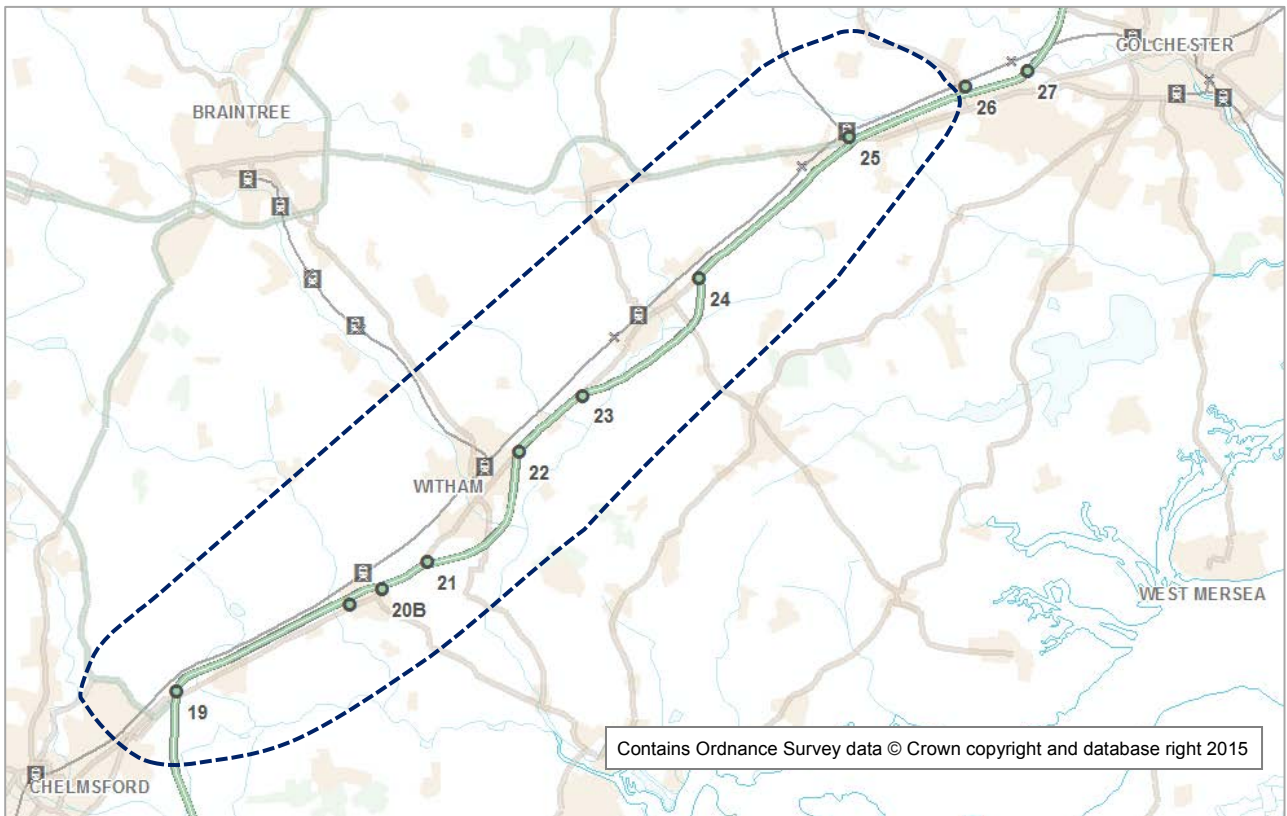 COLCHESTER
27
26
BRAINTREE
25
24
23
22
WITHAM
21
20B
WEST MERSEA
19
Contains Ordnance Survey data © Crown copyright and database right 2015
CHELMSFORD